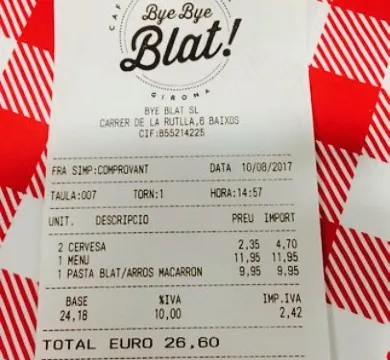 CAF
Bye Bye
Blat!
GIRONA
BYE BLAT SL
CARRER DE LA RUTLLA,6 BAIXOS
CIF:B55214225
FRA SIMP:COMPROVANT DATA 10/08/2017
TAULA:007 TORN:1 HORA:14:57
UNIT. DESCRIPCIO PREU IMPORT
2 CERVESA 2,35 4,70
1 MENU 11,95 11,95
1 PASTA BLAT/ARROS MACARRON 9,95 9,95
BASE %IVA IMP.IVA
24,18 10,00 2,42
TOTAL EURO 26,60